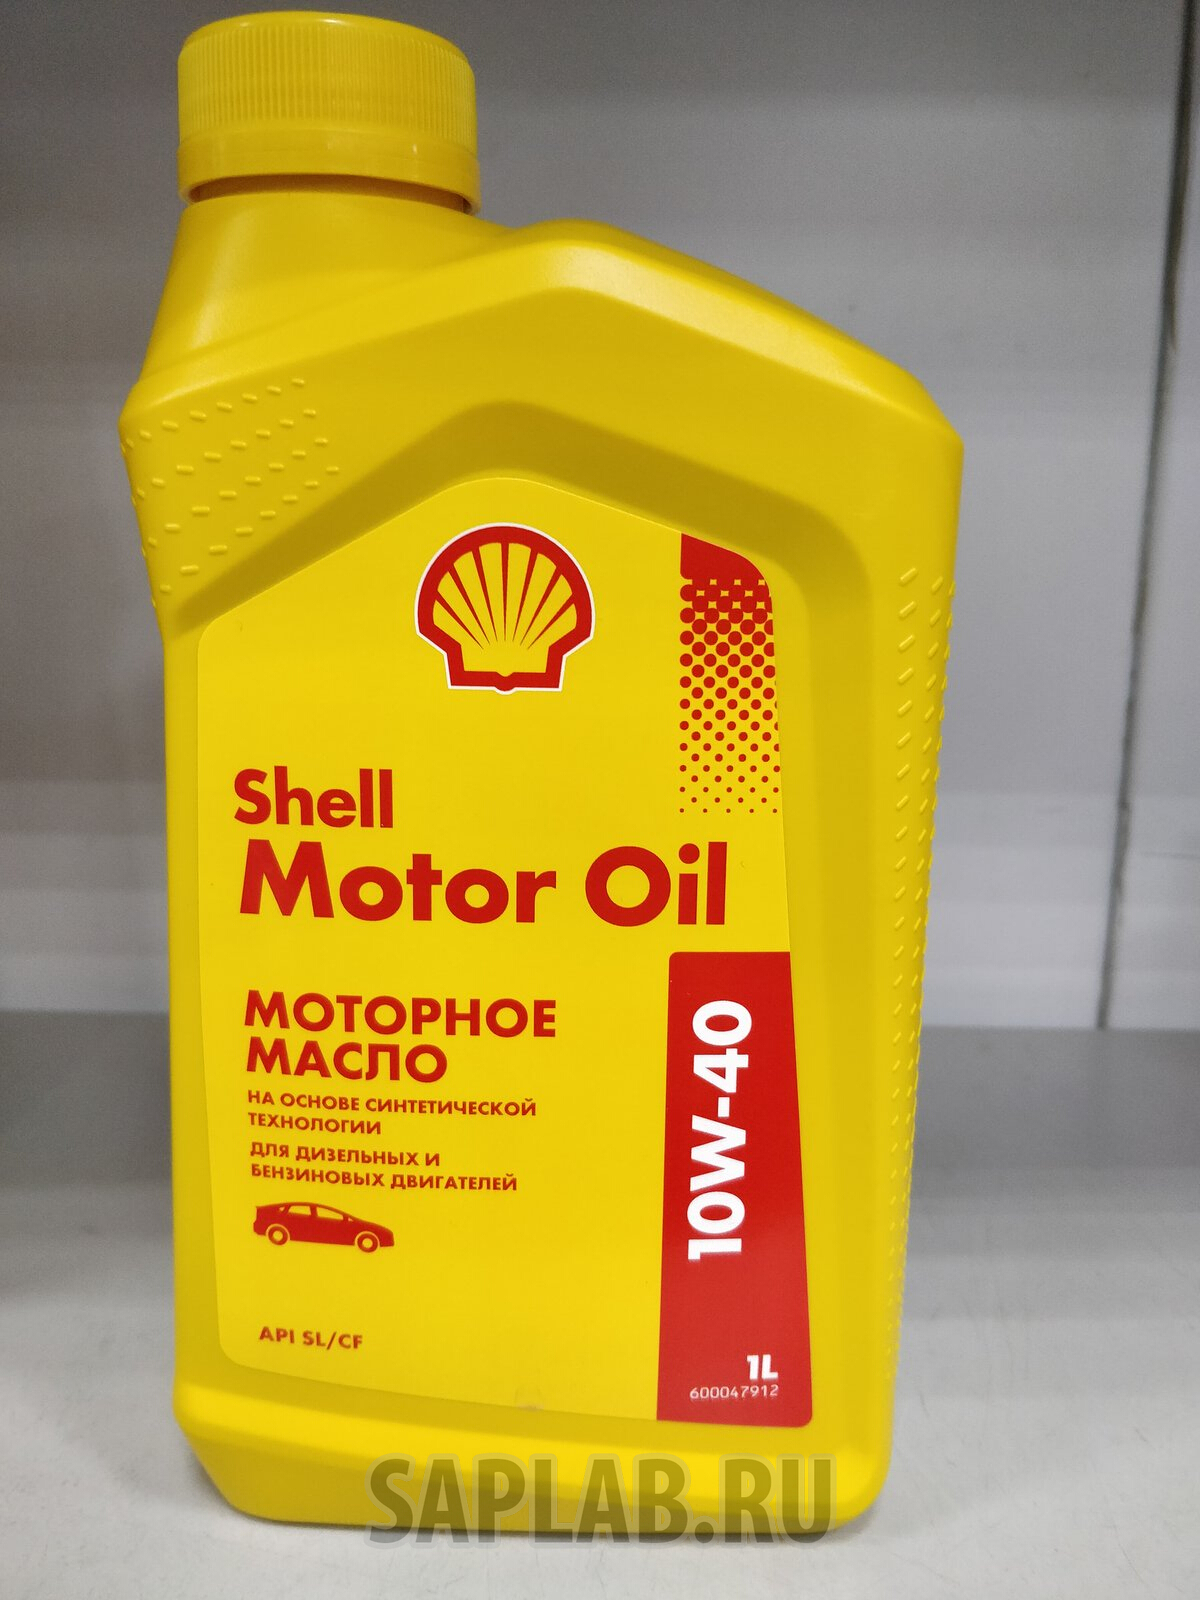 Shell
Motor Oil
МОТОРНОЕ
МАСЛО
НА ОСНОВЕ СИНТЕТИЧЕСКОЙ
ТЕХНОЛОГИИ
ДЛЯ ДИЗЕЛЬНЫХ И
БЕНЗИНОВЫХ ДВИГАТЕЛЕЙ
API SL/CF
10W-40
1L
600047912
SAPLAB.RU